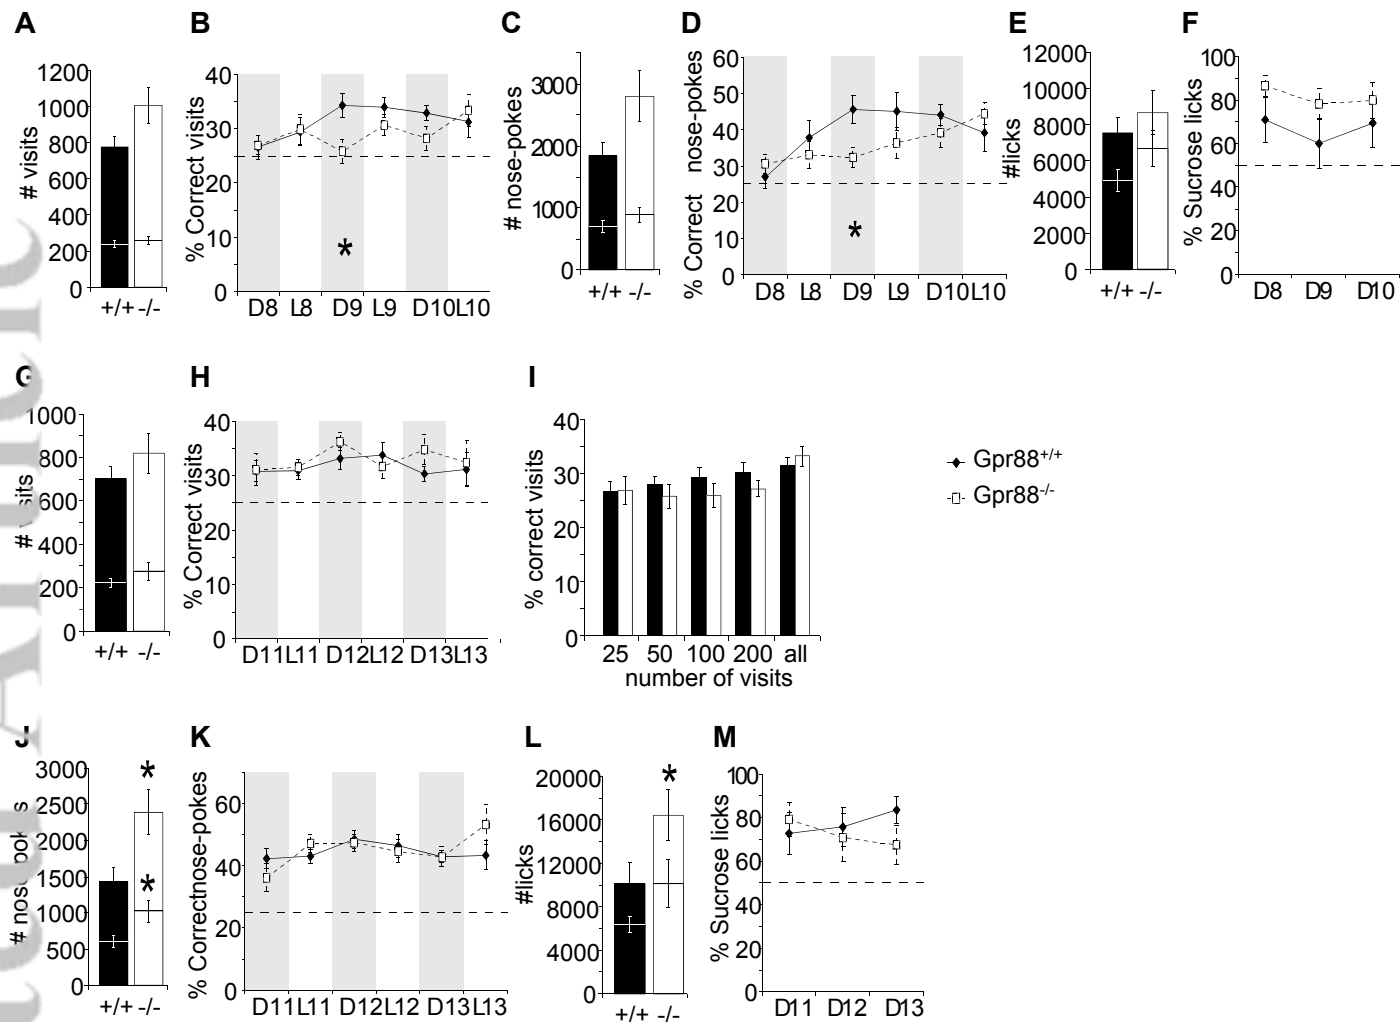 A
B
C
D
E
F
# visits
1200
1000
800
600
400
200
0
+/+ -/-
% Correct visits
40
30
20
10
0
*
D8 L8 D9 L9 D10 L10
# nose-pokes
3000
2000
1000
0
+/+ -/-
% Correct nose-pokes
60
50
40
30
20
10
0
*
D8 L8 D9 L9 D10 L10
#licks
12000
10000
8000
6000
4000
2000
0
+/+ -/-
% Sucrose licks
100
80
60
40
20
0
D8 D9 D10
G
H
I
# visits
1000
800
600
400
200
0
+/+ -/-
% Correct visits
40
30
20
10
0
D11 L11 D12 L12 D13 L13
% correct visits
40
30
20
10
0
25 50 100 200 all
number of visits
Gpr88+/+
Gpr88-/-
J
K
L
M
# nose-pokes
3000
2500
2000
1500
1000
500
0
*
*
+/+ -/-
% Correctnose-pokes
60
40
20
0
D11 L11 D12 L12 D13 L13
#licks
20000
16000
12000
8000
4000
0
*
+/+ -/-
% Sucrose licks
100
80
60
40
20
0
D11 D12 D13